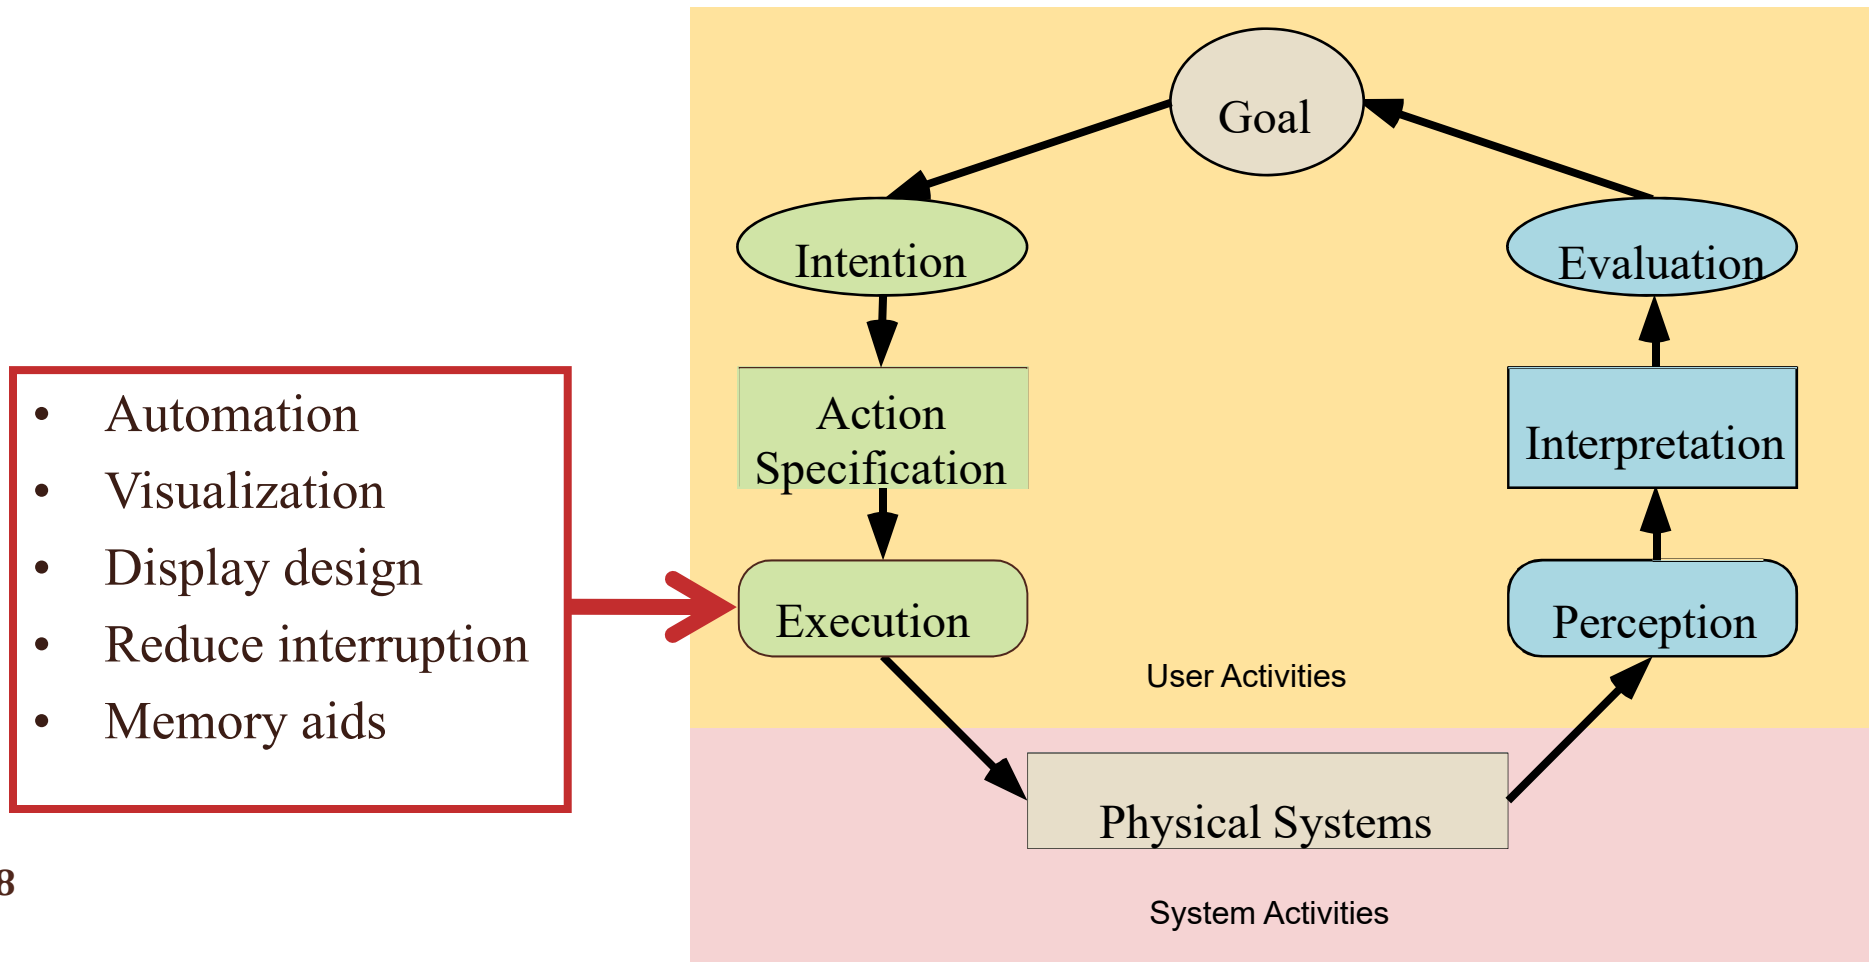 • Automation
• Visualization
• Display design
• Reduce interruption
• Memory aids
Goal
Intention
Action
Specification
Execution
Evaluation
Interpretation
Perception
User Activities
Physical Systems
System Activities
8